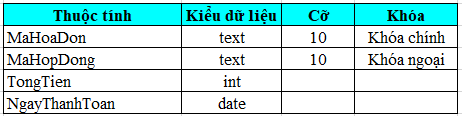 Thuộc tính Kiểu dữ liệu Cỡ Khóa
MaHoaDon text 10 Khóa chính
MaHopDong text 10 Khóa ngoại
TongTien int
NgayThanhToan date